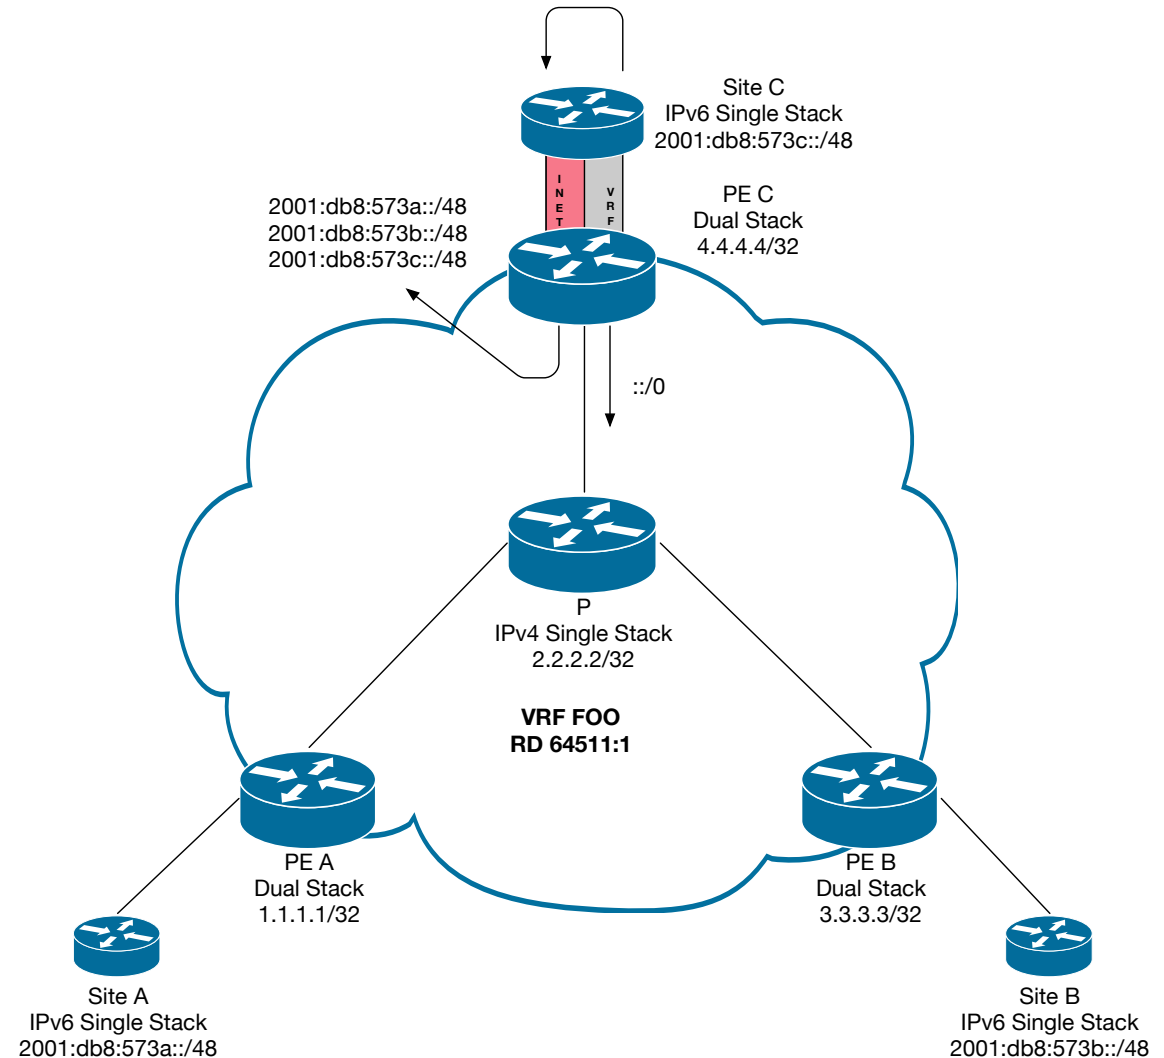 Site C
IPv6 Single Stack
2001:db8:573c::/48
INET
VRF
PE C
Dual Stack
4.4.4.4/32
2001:db8:573a::/48
2001:db8:573b::/48
2001:db8:573c::/48
::/0
P
IPv4 Single Stack
2.2.2.2/32
VRF FOO
RD 64511:1
PE A
Dual Stack
1.1.1.1/32
PE B
Dual Stack
3.3.3.3/32
Site A
IPv6 Single Stack
2001:db8:573a::/48
Site B
IPv6 Single Stack
2001:db8:573b::/48